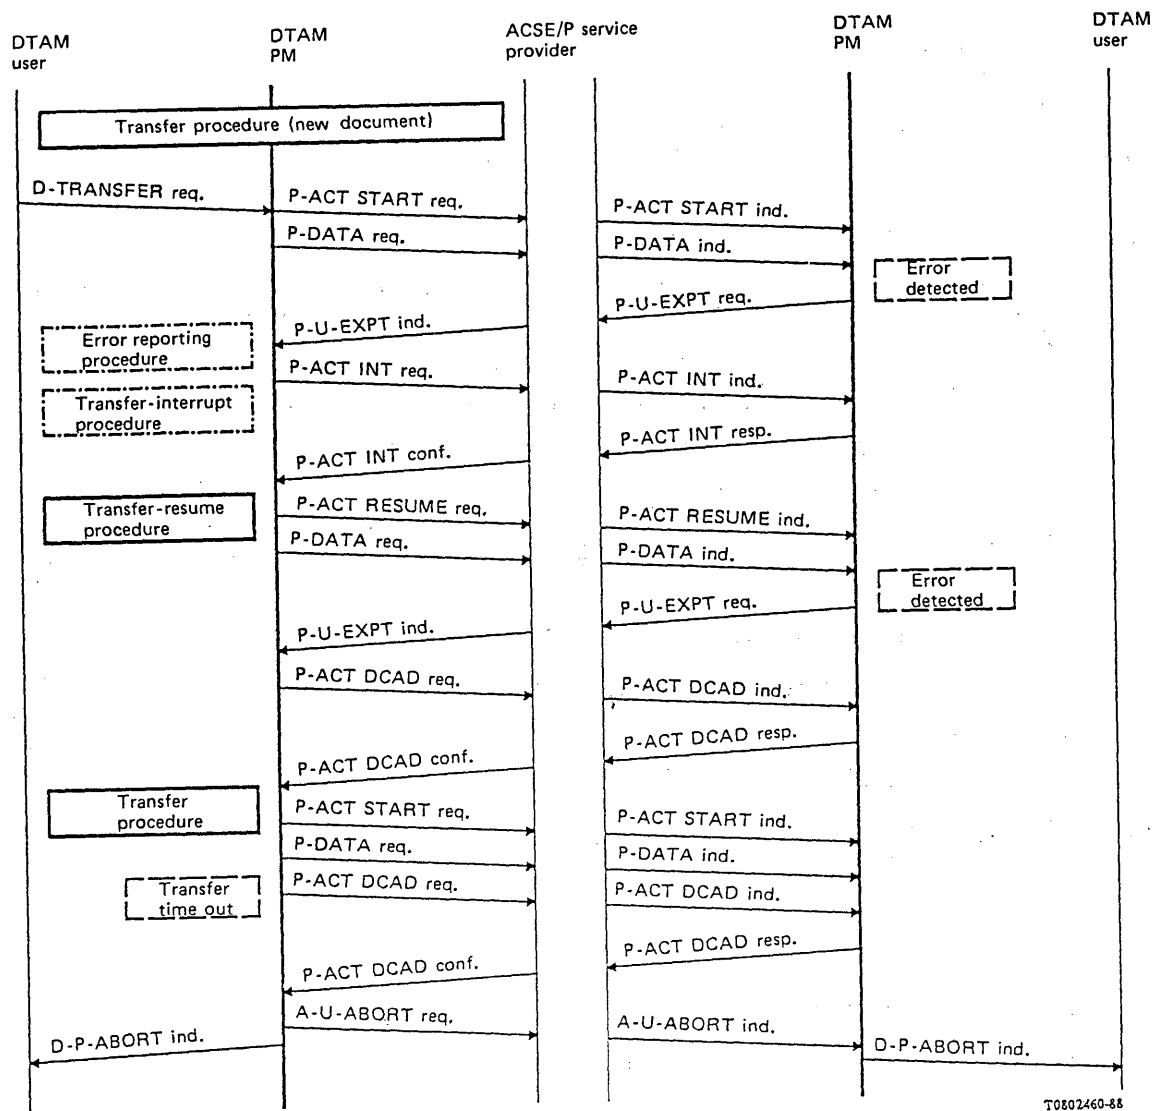 DTAM user
DTAM PM
ACSE/P service provider
DTAM PM
DTAM user
Transfer procedure (new document)
D-TRANSFER req.
P-ACT START req.
P-ACT START ind.
P-DATA req.
P-DATA ind.
Error detected
P-U-EXPT req.
P-U-EXPT ind.
Error reporting procedure
P-ACT INT req.
P-ACT INT ind.
Transfer-interrupt procedure
P-ACT INT resp.
P-ACT INT conf.
Transfer-resume procedure
P-ACT RESUME req.
P-ACT RESUME ind.
P-DATA req.
P-DATA ind.
Error detected
P-U-EXPT req.
P-U-EXPT ind.
P-ACT DCAD req.
P-ACT DCAD ind.
P-ACT DCAD resp.
P-ACT DCAD conf.
Transfer procedure
P-ACT START req.
P-ACT START ind.
P-DATA req.
P-DATA ind.
Transfer time out
P-ACT DCAD req.
P-ACT DCAD ind.
P-ACT DCAD resp.
P-ACT DCAD conf.
A-U-ABORT req.
A-U-ABORT ind.
D-P-ABORT ind.
D-P-ABORT ind.
T0802460-88